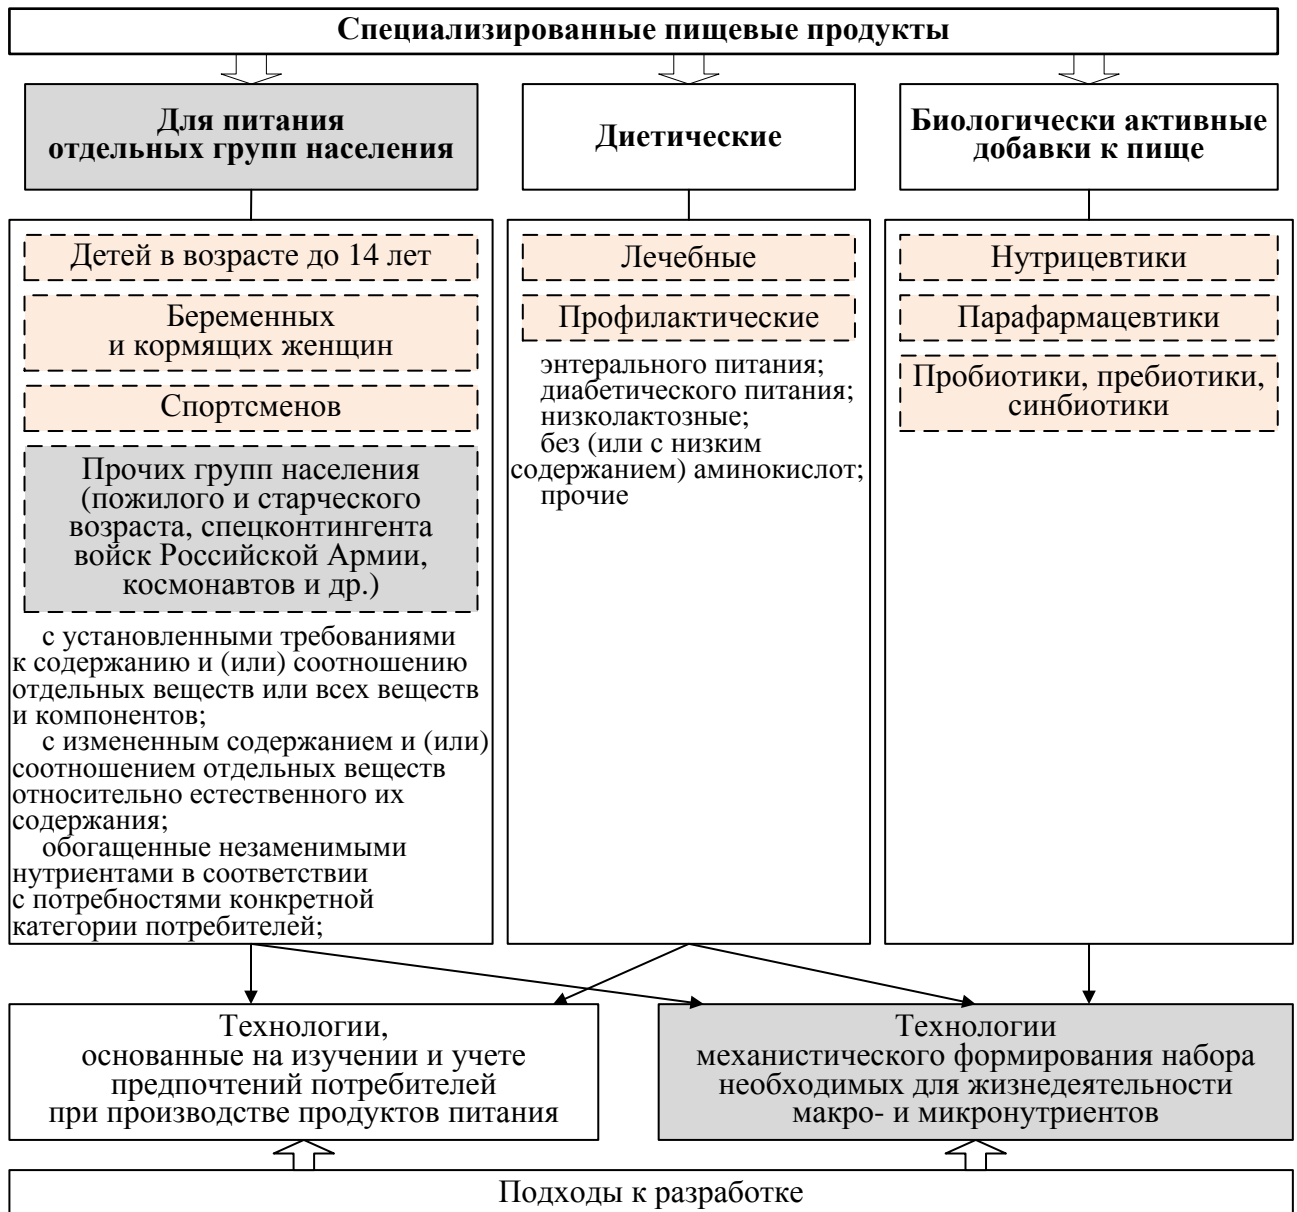 Специализированные пищевые продукты
Для питания
отдельных групп населения
Диетические
Биологически активные
добавки к пище
Детей в возрасте до 14 лет
Беременных
и кормящих женщин
Спортсменов
Прочих групп населения
(пожилого и старческого
возраста, спецконтингента
войск Российской Армии,
космонавтов и др.)
с установленными требованиями
к содержанию и (или) соотношению
отдельных веществ или всех веществ
и компонентов;
с измененным содержанием и (или)
соотношением отдельных веществ
относительно естественного их
содержания;
обогащенные незаменимыми
нутриентами в соответствии
с потребностями конкретной
категории потребителей;
Лечебные
Профилактические
энтерального питания;
диабетического питания;
низколактозные;
без (или с низким
содержанием) аминокислот;
прочие
Нутрицевтики
Парафармацевтики
Пробиотики, пребиотики,
синбиотики
Технологии,
основанные на изучении и учете
предпочтений потребителей
при производстве продуктов питания
Технологии
механистического формирования набора
необходимых для жизнедеятельности
макро- и микронутриентов
Подходы к разработке